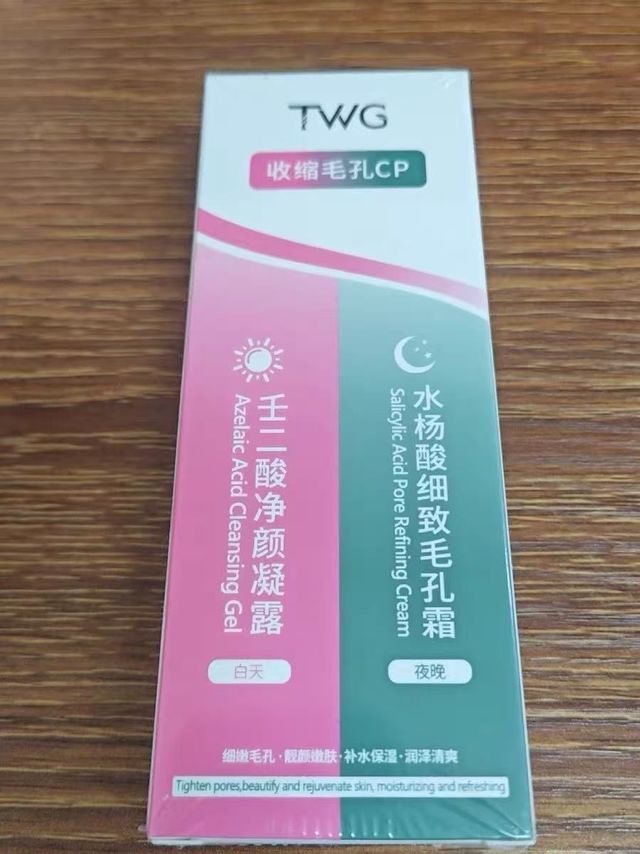 TWG
收缩毛孔CP
壬二酸净颜凝露
Azelaic Acid Cleansing Gel
白天
水杨酸细致毛孔霜
Salicylic Acid Pore Refining Cream
夜晚
细嫩毛孔·靓颜嫩肤·补水保湿·润泽清爽
Tighten pores,beautify and rejuvenate skin, moisturizing and refreshing